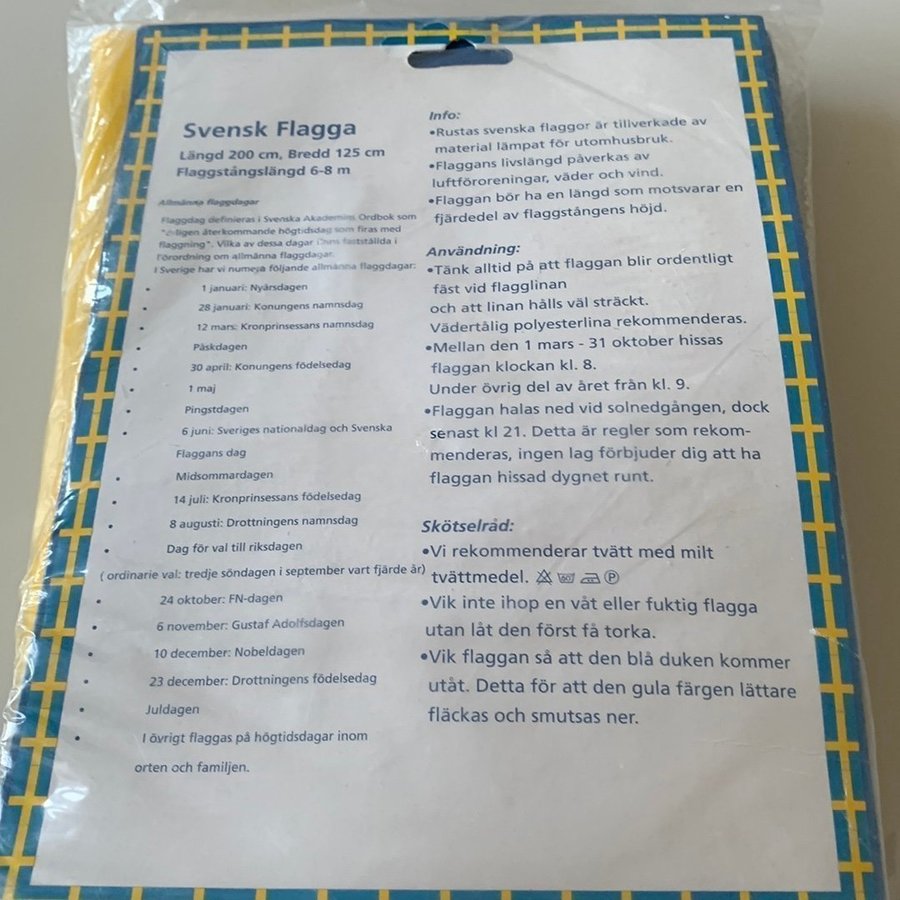 Svensk Flagga
Längd 200 cm, Bredd 125 cm
Flaggstångslängd 6-8 m
Allmänna flaggdagar
Flaggdag definieras i Svenska Akademins Ordbok som
"årligen återkommande högtidsdag som firas med
flaggning". Vilka av dessa dagar finns fastställda i
förordning om allmänna flaggdagar.
I Sverige har vi numera följande allmänna flaggdagar:
• 1 januari: Nyårsdagen
• 28 januari: Konungens namnsdag
• 12 mars: Kronprinsessans namnsdag
• Påskdagen
• 30 april: Konungens födelsedag
• 1 maj
• Pingstdagen
• 6 juni: Sveriges nationaldag och Svenska
Flaggans dag
• Midsommardagen
• 14 juli: Kronprinsessans födelsedag
• 8 augusti: Drottningens namnsdag
• Dag för val till riksdagen
( ordinarie val: tredje söndagen i september vart fjärde år)
• 24 oktober: FN-dagen
• 6 november: Gustaf Adolfsdagen
• 10 december: Nobeldagen
• 23 december: Drottningens födelsedag
• Juldagen
• I övrigt flaggas på högtidsdagar inom
orten och familjen.
Info:
•Rustas svenska flaggor är tillverkade av
material lämpat för utomhusbruk.
•Flaggans livslängd påverkas av
luftföroreningar, väder och vind.
•Flaggan bör ha en längd som motsvarar en
fjärdedel av flaggstångens höjd.
Användning:
•Tänk alltid på att flaggan blir ordentligt
fäst vid flagglinan
och att linan hålls väl sträckt.
Vädertålig polyesterlina rekommenderas.
•Mellan den 1 mars - 31 oktober hissas
flaggan klockan kl. 8.
Under övrig del av året från kl. 9.
•Flaggan halas ned vid solnedgången, dock
senast kl 21. Detta är regler som rekom-
menderas, ingen lag förbjuder dig att ha
flaggan hissad dygnet runt.
Skötselråd:
•Vi rekommenderar tvätt med milt
tvättmedel. 60° P
•Vik inte ihop en våt eller fuktig flagga
utan låt den först få torka.
•Vik flaggan så att den blå duken kommer
utåt. Detta för att den gula färgen lättare
fläckas och smutsas ner.